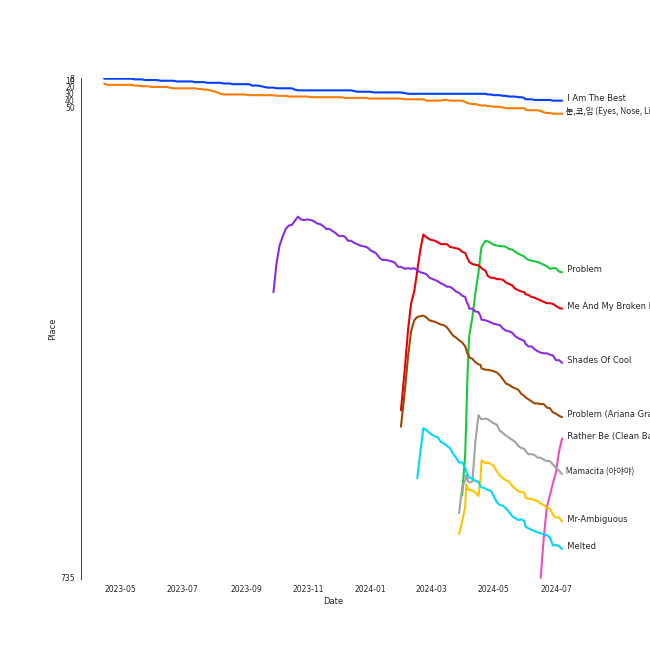 10
20
30
40
50
I Am The Best
눈,코,입 (Eyes, Nose, Li
Problem
Me And My Broken
Place
Shades Of Cool
Problem (Ariana Gra
Rather Be (Clean Ba
Mamacita (아야야)
Mr-Ambiguous
Melted
735
2023-05 2023-07 2023-09 2023-11 2024-01 2024-03 2024-05 2024-07
Date